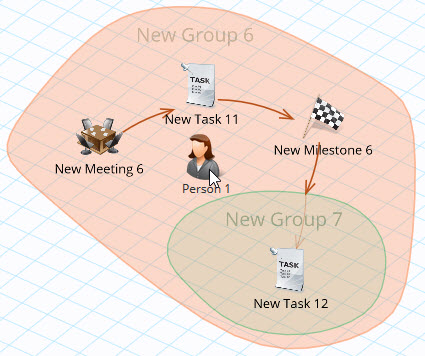 New Group 6
TASK
New Task 11
New Milestone 6
New Meeting 6
Person 1
New Group 7
TASK
New Task 12